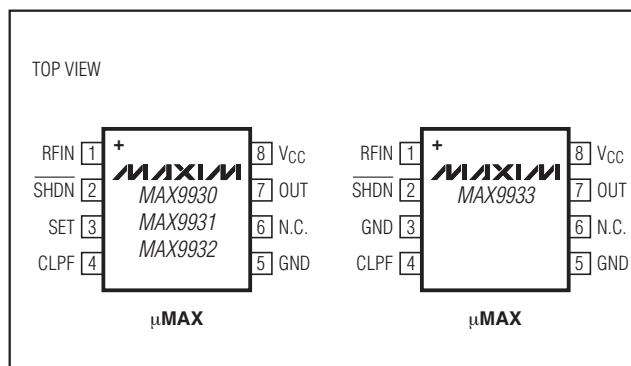 TOP VIEW
RFIN 1
SHDN 2
SET 3
CLPF 4
+
MAXIM
MAX9930
MAX9931
MAX9932
8 VCC
7 OUT
6 N.C.
5 GND
µMAX
RFIN 1
SHDN 2
GND 3
CLPF 4
+
MAXIM
MAX9933
8 VCC
7 OUT
6 N.C.
5 GND
µMAX